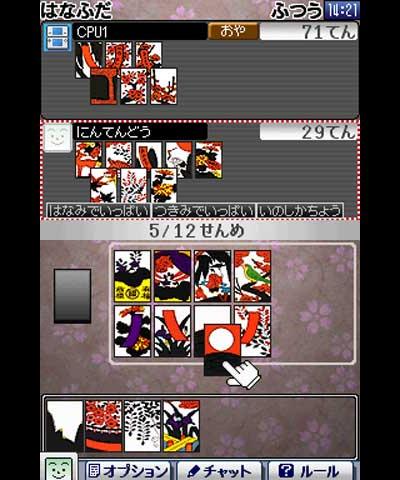 はなふだ ふつう 14:21
CPU1 おや 71てん
にんてんどう 29てん
はなみでいっぱい つきみでいっぱい いのしかちょう
5/12せんめ
オプション チャット ? ルール